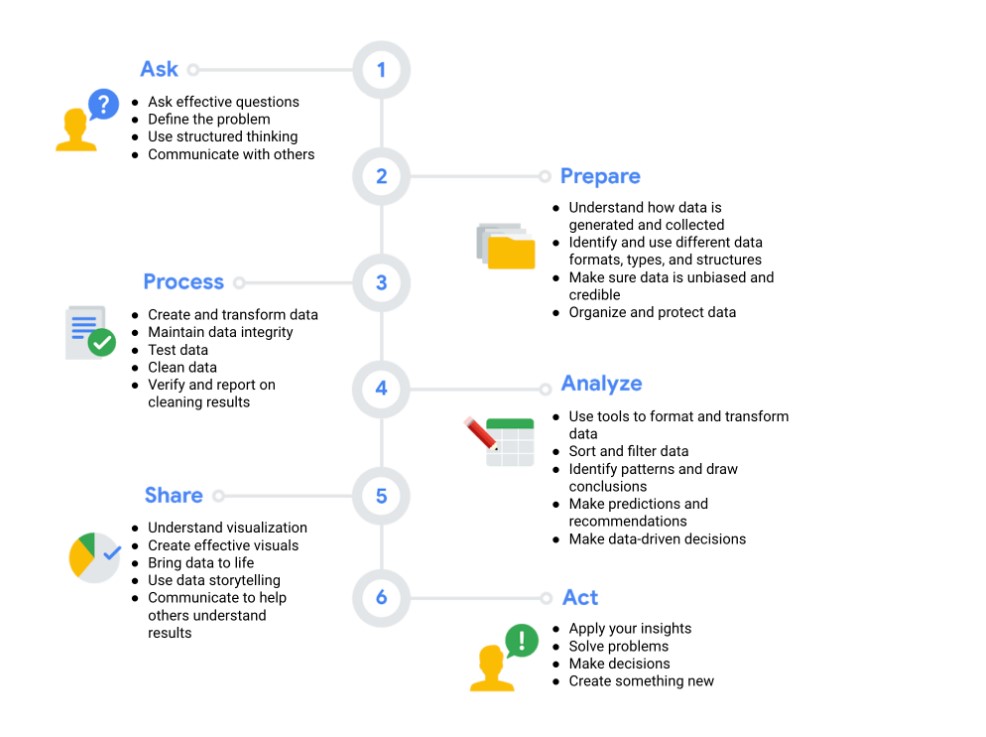 1
Ask
?
● Ask effective questions
● Define the problem
● Use structured thinking
● Communicate with others
2
Prepare
● Understand how data is
generated and collected
● Identify and use different data
formats, types, and structures
● Make sure data is unbiased and
credible
● Organize and protect data
3
Process
● Create and transform data
● Maintain data integrity
● Test data
● Clean data
● Verify and report on
cleaning results
4
Analyze
● Use tools to format and transform
data
● Sort and filter data
● Identify patterns and draw
conclusions
● Make predictions and
recommendations
● Make data-driven decisions
5
Share
● Understand visualization
● Create effective visuals
● Bring data to life
● Use data storytelling
● Communicate to help
others understand
results
6
Act
!
● Apply your insights
● Solve problems
● Make decisions
● Create something new